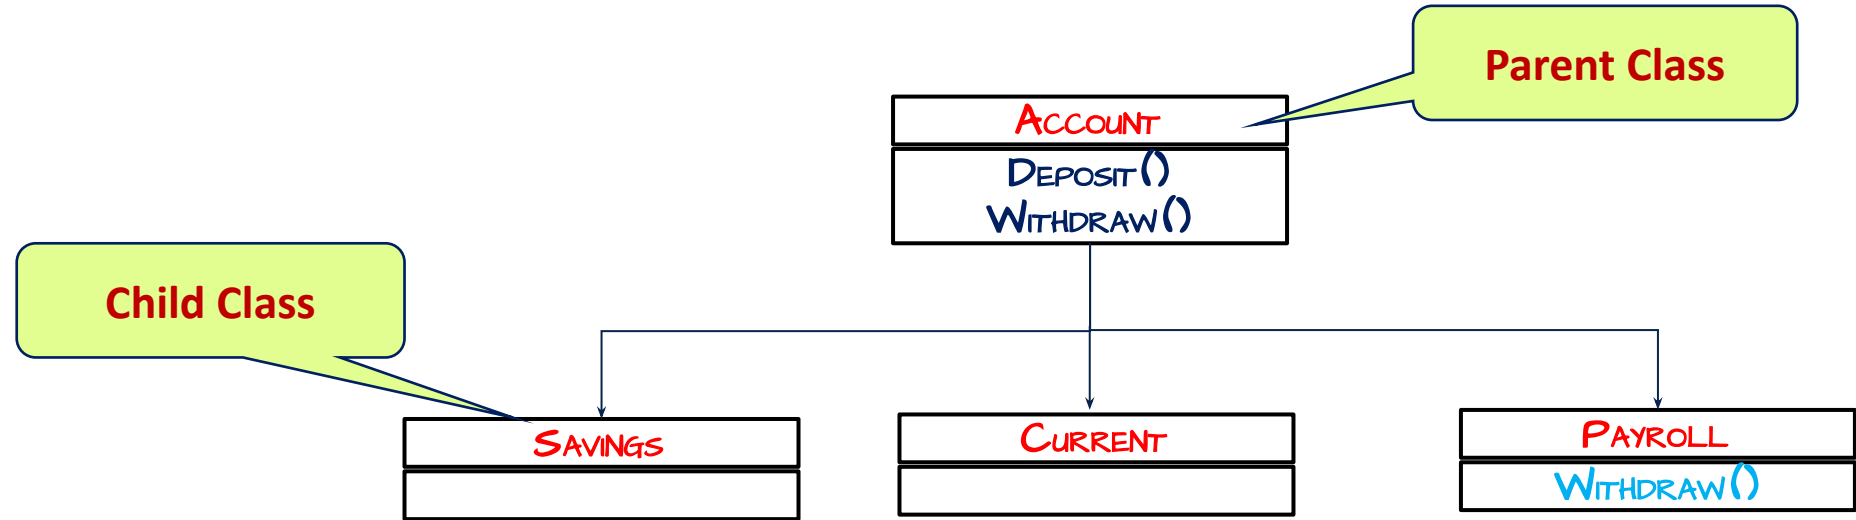 Parent Class
Account
Deposit()
Withdraw()
Child Class
Savings
Current
Payroll
Withdraw()